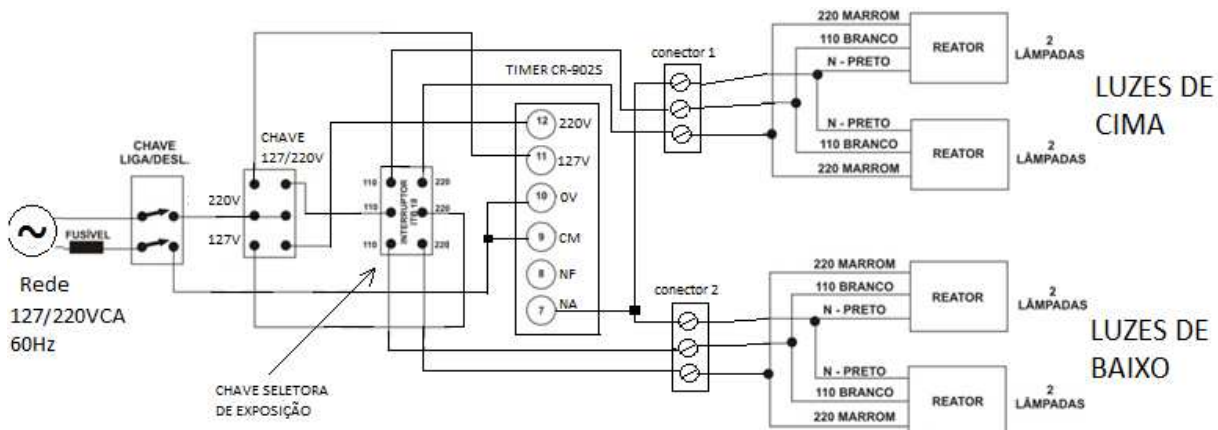 Rede
127/220VCA
60Hz
FUSÍVEL
CHAVE
LIGA/DESL.
CHAVE
127/220V
220V
127V
110
220
110
220
110
220
INTERRUPTOR
CHAVE SELETORA
DE EXPOSIÇÃO
TIMER CR-902S
12 220V
11 127V
10 0V
9 CM
8 NF
7 NA
conector 1
220 MARROM
110 BRANCO
N - PRETO
REATOR
2
LÂMPADAS
N - PRETO
110 BRANCO
220 MARROM
REATOR
2
LÂMPADAS
LUZES DE
CIMA
conector 2
220 MARROM
110 BRANCO
N - PRETO
REATOR
2
LÂMPADAS
N - PRETO
110 BRANCO
220 MARROM
REATOR
2
LÂMPADAS
LUZES DE
BAIXO